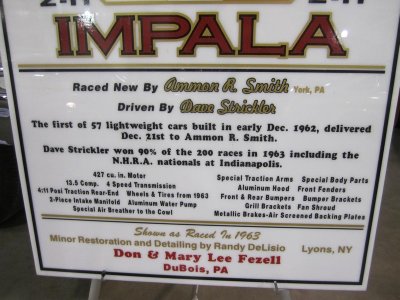 IMPALA
Raced New By Ammon R. Smith York, PA
Driven By Dave Strickler
The first of 57 lightweight cars built in early Dec. 1962, delivered
Dec. 21st to Ammon R. Smith.
Dave Strickler won 90% of the 200 races in 1963 including the
N.H.R.A. nationals at Indianapolis.
427 cu. in. Motor
13.5 Comp. 4 Speed Transmission
4:11 Posi Traction Rear-End Wheels & Tires from 1963
2-Piece Intake Manifold Aluminum Water Pump
Special Air Breather to the Cowl
Special Traction Arms Special Body Parts
Aluminum Hood Front Fenders
Front & Rear Bumpers Bumper Brackets
Grill Brackets Fan Shroud
Metallic Brakes-Air Screened Backing Plates
Shown as Raced In 1963
Minor Restoration and Detailing by Randy DeLisio Lyons, NY
Don & Mary Lee Fezell
DuBois, PA